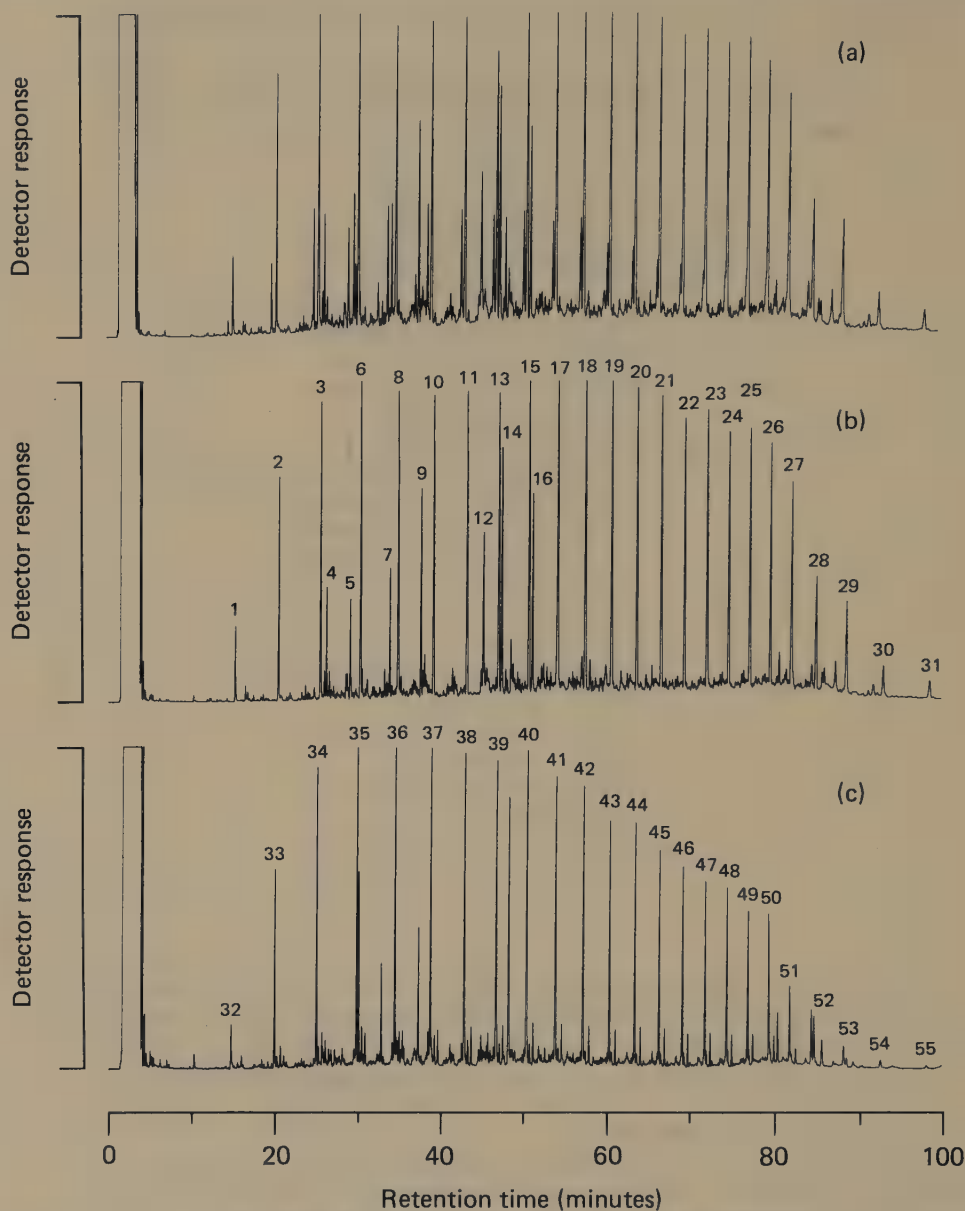 (a)
Detector response
3 6 8 10 11 13 15 17 18 19 20 21 22 23 24 25 26 27 28 29 30 31
2 1 4 5 7 9 12 14 16
(b)
Detector response
34 35 36 37 38 39 40 41 42 43 44 45 46 47 48 49 50 51 52 53 54 55
33
32
(c)
Detector response
0 20 40 60 80 100
Retention time (minutes)